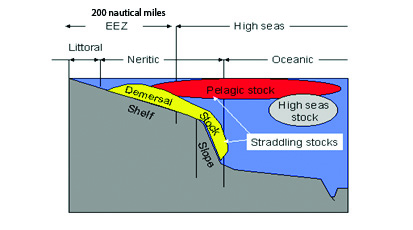 200 nautical miles
EEZ
High seas
Littoral
Neritic
Oceanic
Pelagic stock
Demersal
Stock
High seas
stock
Shelf
Slope
Straddling stocks